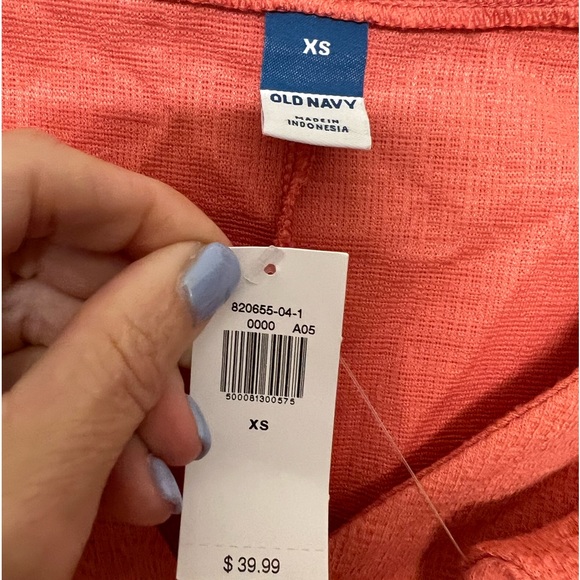 XS
OLD NAVY
MADE IN
INDONESIA
820655-04-1
0000 A05
500081300575
XS
$ 39.99